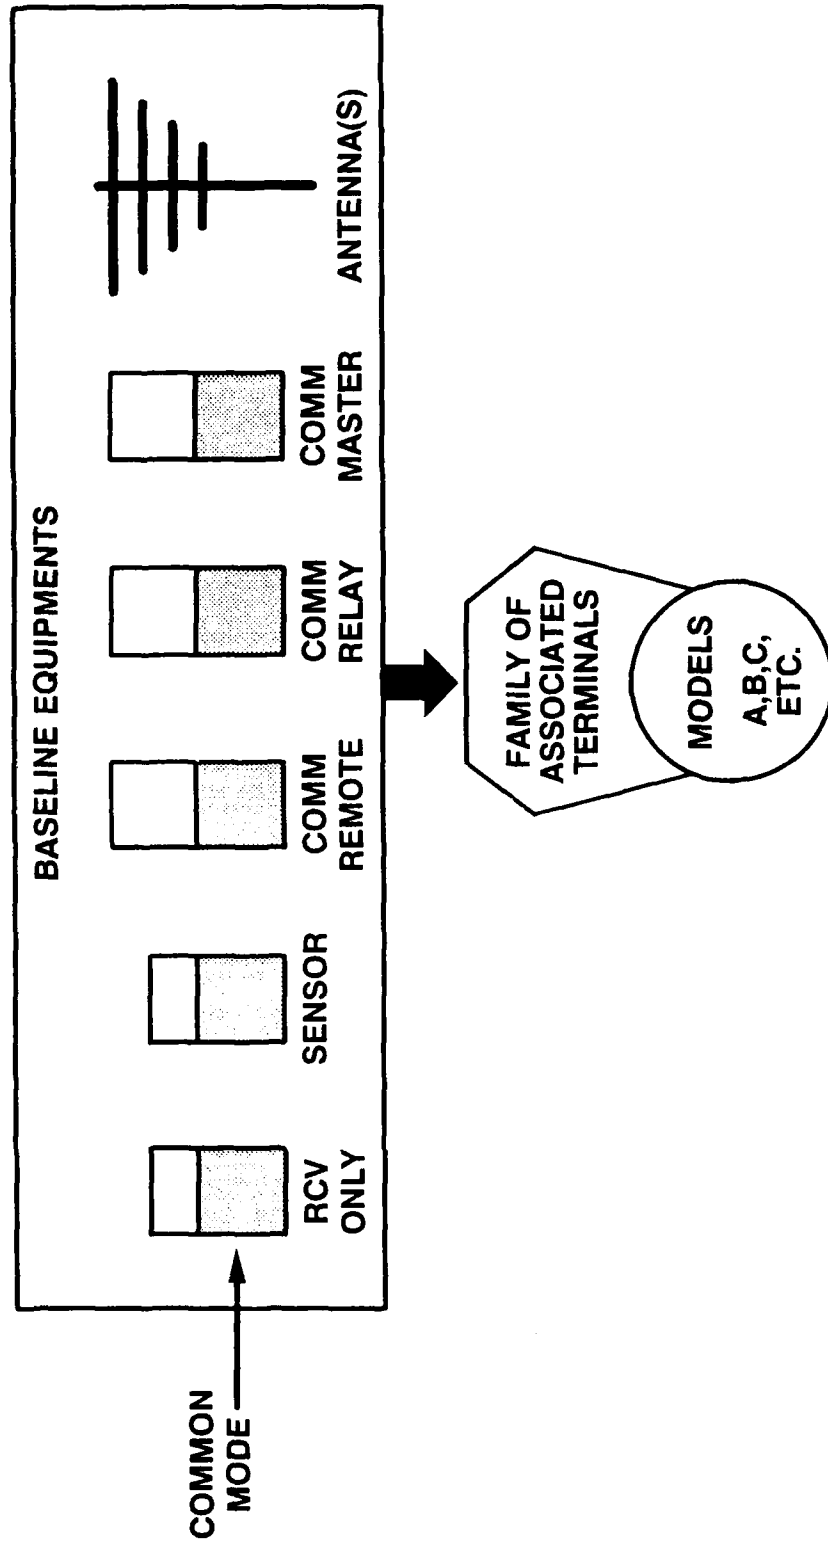 BASELINE EQUIPMENTS
COMMON
MODE
RCV
ONLY
SENSOR
COMM
REMOTE
COMM
RELAY
COMM
MASTER
ANTENNA(S)
FAMILY OF
ASSOCIATED
TERMINALS
MODELS
A,B,C,
ETC.